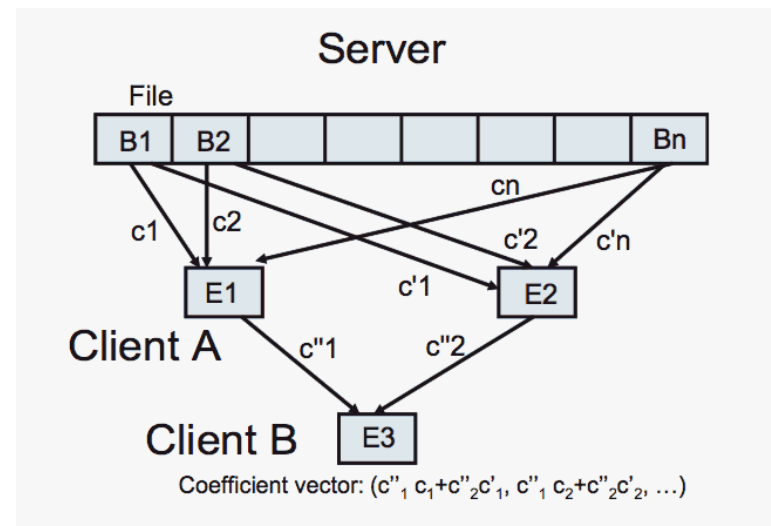 Server
File
B1 B2 Bn
cn
c1 c2 c'2 c'n
c'1
E1 E2
Client A
c"1 c"2
Client B E3
Coefficient vector: (c”₁ c₁+c”₂c’₁, c”₁ c₂+c”₂c’₂, …)